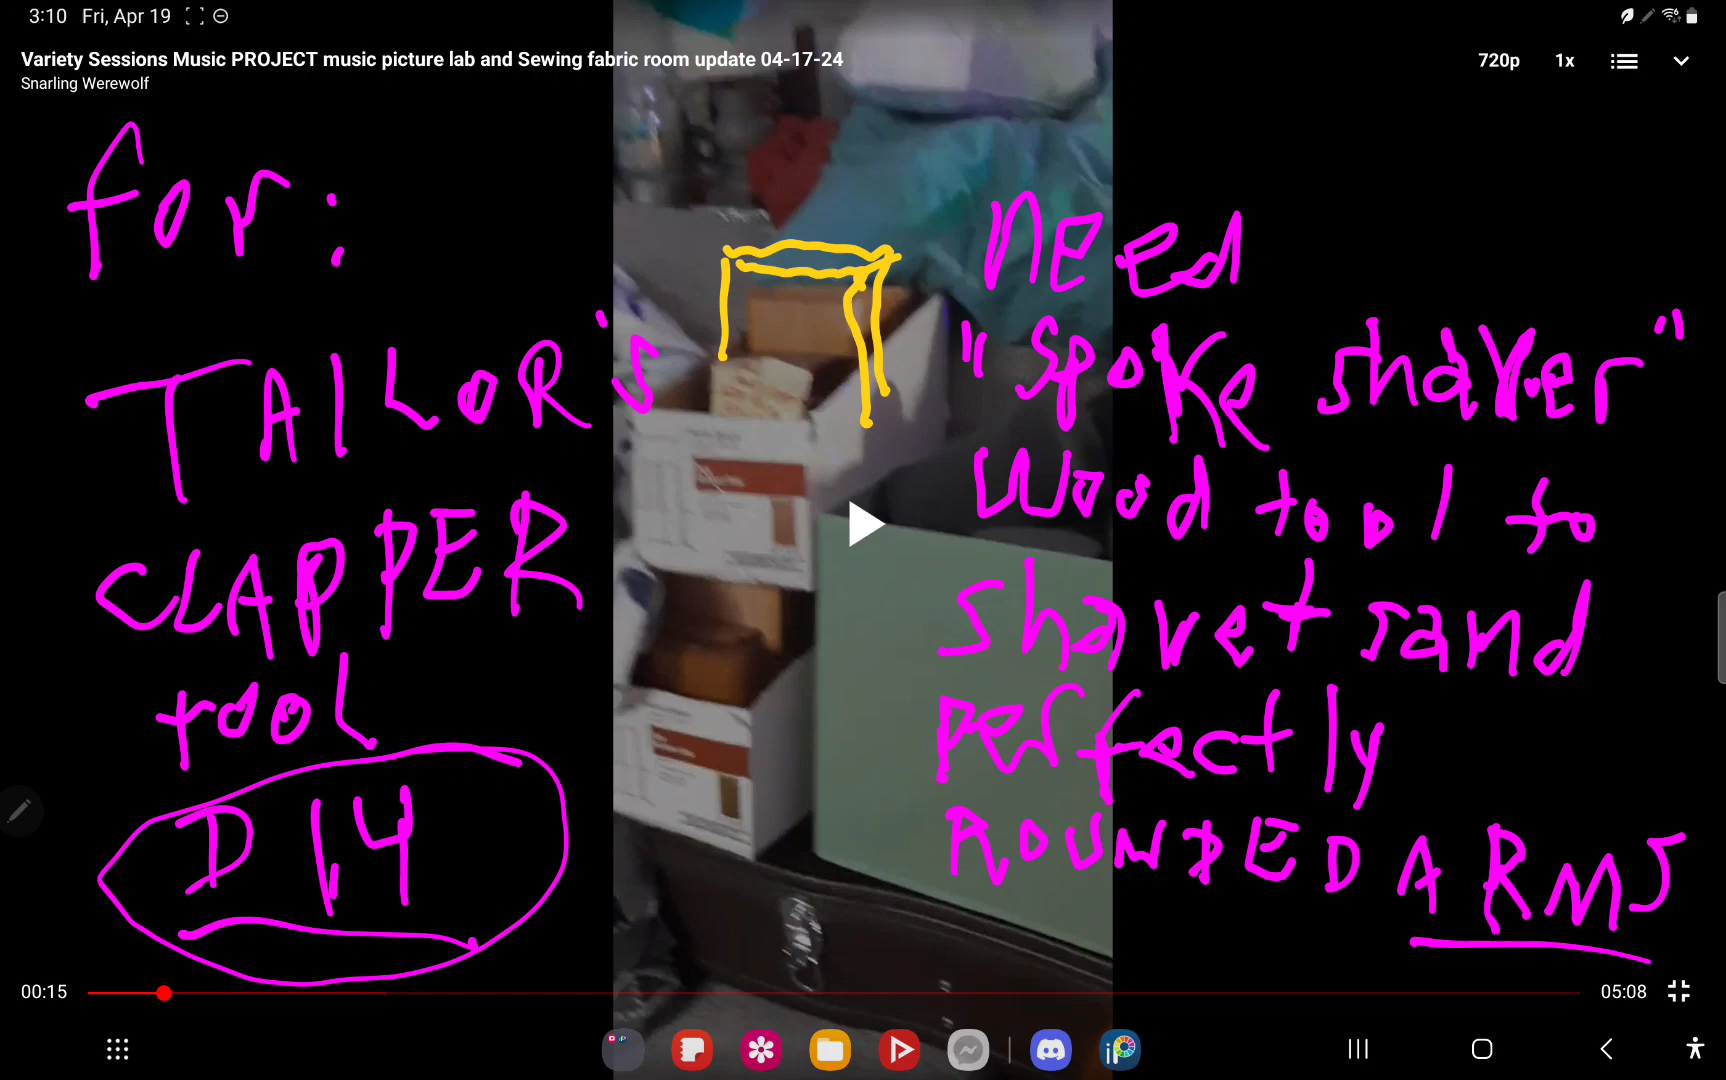 3:10 Fri, Apr 19
Variety Sessions Music PROJECT music picture lab and Sewing fabric room update 04-17-24
Snarling Werewolf
720p 1x
for:
TAILOR's
CLAPPER
tool
D 14
NEED
"Spoke shaver"
Wood tool to
shave + sand
perfectly
ROUNDED ARMS
00:15
05:08